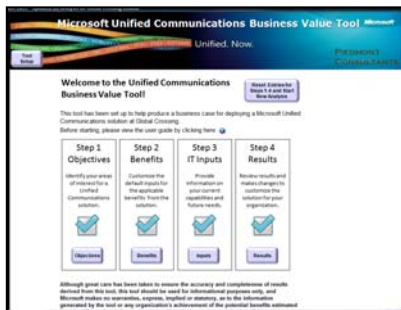 Microsoft Unified Communications Business Value Tool Microsoft
Unified. Now.
Tool
Setup
PIEDMONT
CONSULTANTS
Welcome to the Unified Communications
Business Value Tool!
Reset Entries for
Steps 1-4 and Start
New Analysis
This tool has been set up to help produce a business case for deploying a Microsoft Unified
Communications solution at Global Crossing.
Before starting, please view the user guide by clicking here
Step 1
Objectives
Identify your areas
of interest for a
Unified
Communications
solution.
Objectives
Step 2
Benefits
Customize the
default inputs for
the applicable
benefits from the
solution.
Benefits
Step 3
IT Inputs
Provide
information on
your current
capabilities and
future needs.
Inputs
Step 4
Results
Review results and
make changes to
customize the
solution for your
organization.
Results
Although great care has been taken to ensure the accuracy and completeness of results
derived from this tool, this tool should be used for informational purposes only, and
Microsoft makes no warranties, express, implied or statutory, as to the information
generated by the tool or any organization's achievement of the potential benefits estimated